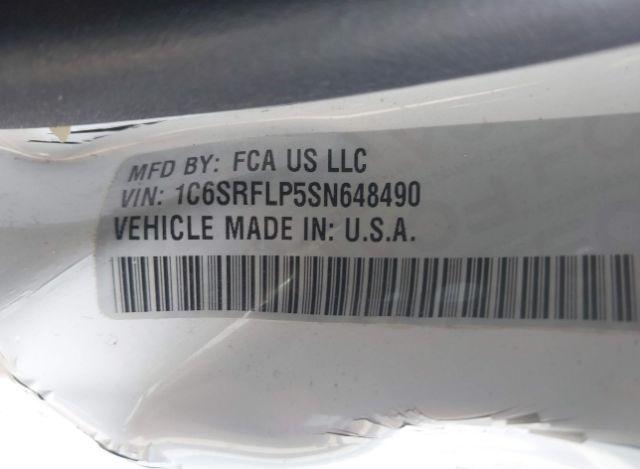 MFD BY: FCA US LLC
VIN: 1C6SRFLP5SN648490
VEHICLE MADE IN: U.S.A.